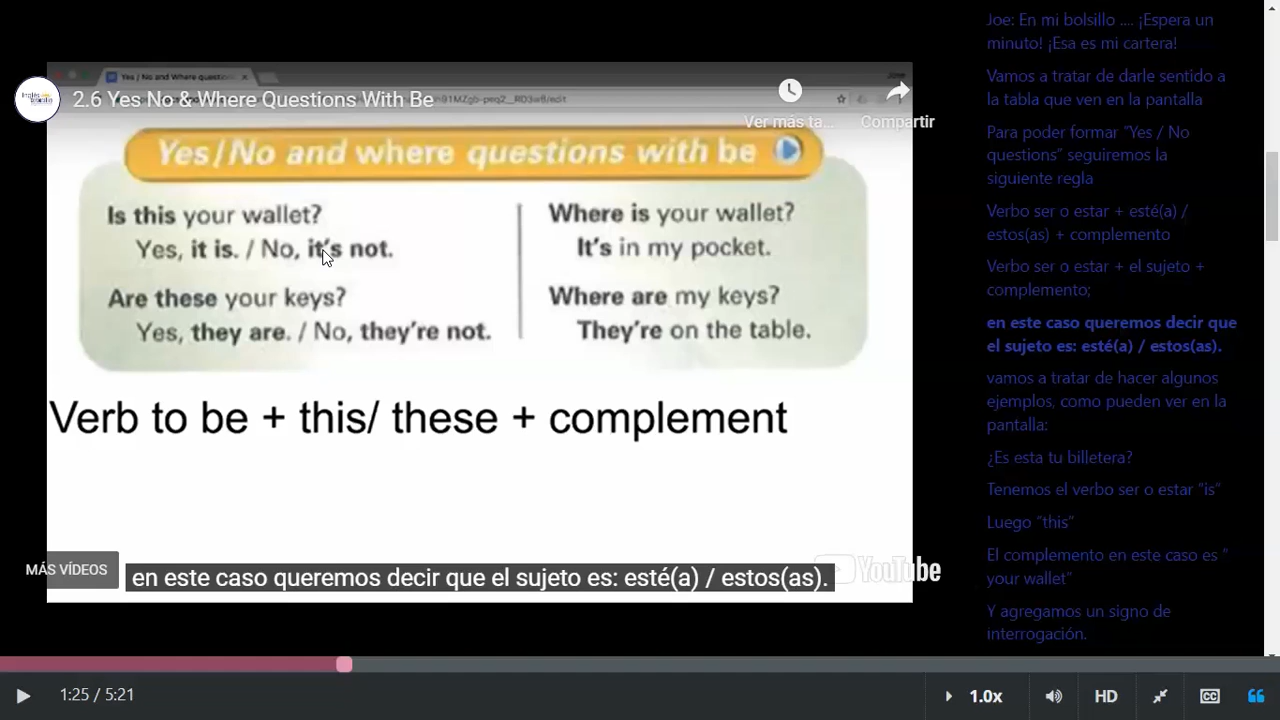 Yes / No and Where questi
2.6 Yes No & Where Questions With Be
Ver más ta...
Compartir
Yes/No and where questions with be
Is this your wallet?
Yes, it is. / No, it's not.
Are these your keys?
Yes, they are. / No, they're not.
Where is your wallet?
It's in my pocket.
Where are my keys?
They're on the table.
Verb to be + this/ these + complement
MÁS VÍDEOS
en este caso queremos decir que el sujeto es: esté(a) / estos(as).
YouTube
1:25 / 5:21
1.0x
HD
CC
Joe: En mi bolsillo .... ¡Espera un
minuto! ¡Esa es mi cartera!
Vamos a tratar de darle sentido a
la tabla que ven en la pantalla
Para poder formar "Yes / No
questions" seguiremos la
siguiente regla
Verbo ser o estar + esté(a) /
estos(as) + complemento
Verbo ser o estar + el sujeto +
complemento;
en este caso queremos decir que
el sujeto es: esté(a) / estos(as).
vamos a tratar de hacer algunos
ejemplos, como pueden ver en la
pantalla:
¿Es esta tu billetera?
Tenemos el verbo ser o estar "is"
Luego "this"
El complemento en este caso es "
your wallet"
Y agregamos un signo de
interrogación.